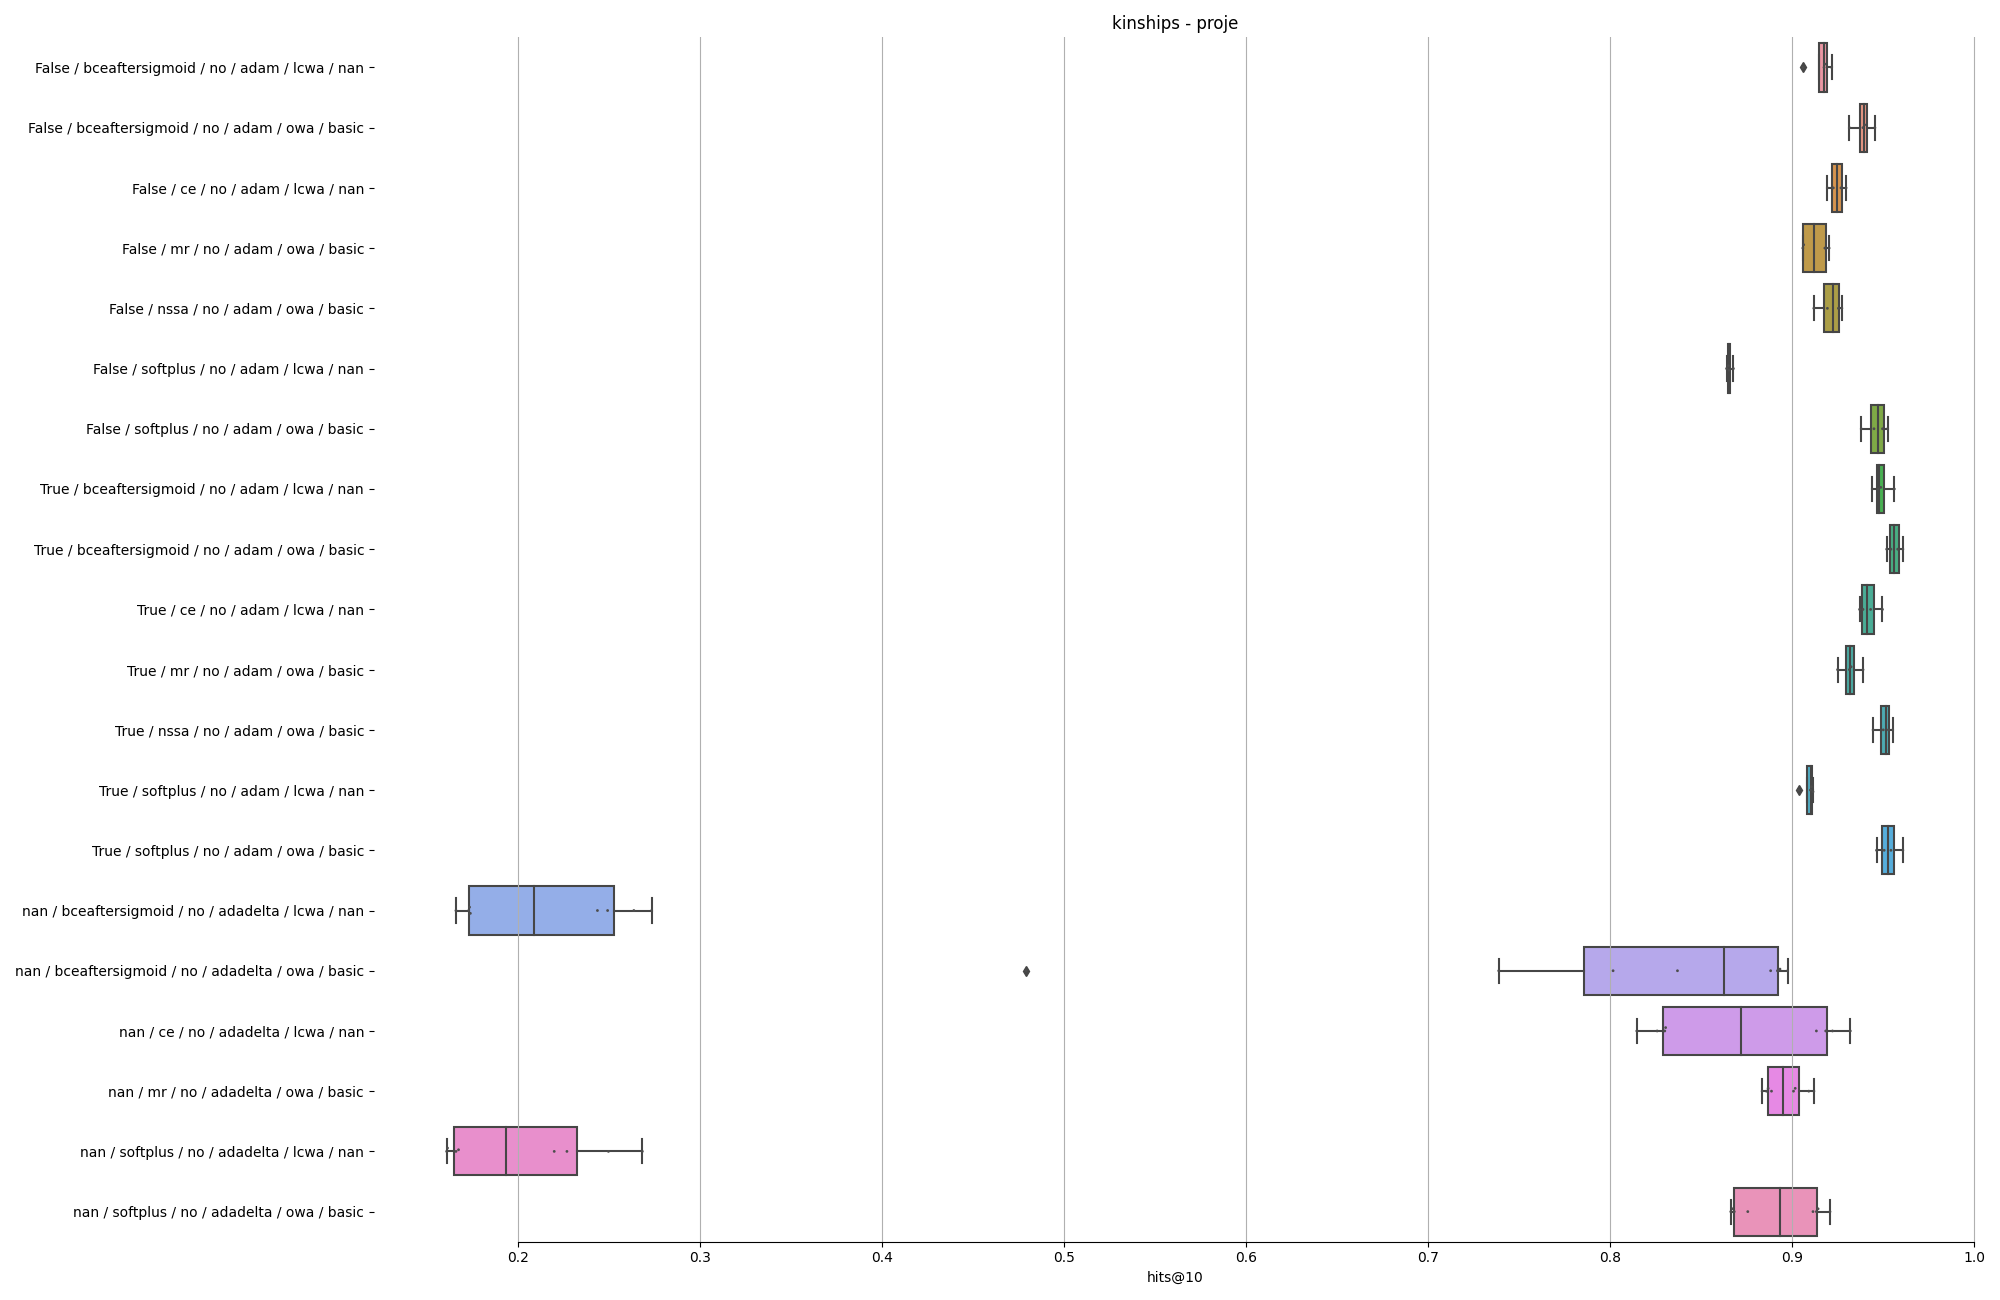 kinships - proje
False / bceaftersigmoid / no / adam / lcwa / nan
False / bceaftersigmoid / no / adam / owa / basic
False / ce / no / adam / lcwa / nan
False / mr / no / adam / owa / basic
False / nssa / no / adam / owa / basic
False / softplus / no / adam / lcwa / nan
False / softplus / no / adam / owa / basic
True / bceaftersigmoid / no / adam / lcwa / nan
True / bceaftersigmoid / no / adam / owa / basic
True / ce / no / adam / lcwa / nan
True / mr / no / adam / owa / basic
True / nssa / no / adam / owa / basic
True / softplus / no / adam / lcwa / nan
True / softplus / no / adam / owa / basic
nan / bceaftersigmoid / no / adadelta / lcwa / nan
nan / bceaftersigmoid / no / adadelta / owa / basic
nan / ce / no / adadelta / lcwa / nan
nan / mr / no / adadelta / owa / basic
nan / softplus / no / adadelta / lcwa / nan
nan / softplus / no / adadelta / owa / basic
0.2 0.3 0.4 0.5 0.6 0.7 0.8 0.9 1.0
hits@10